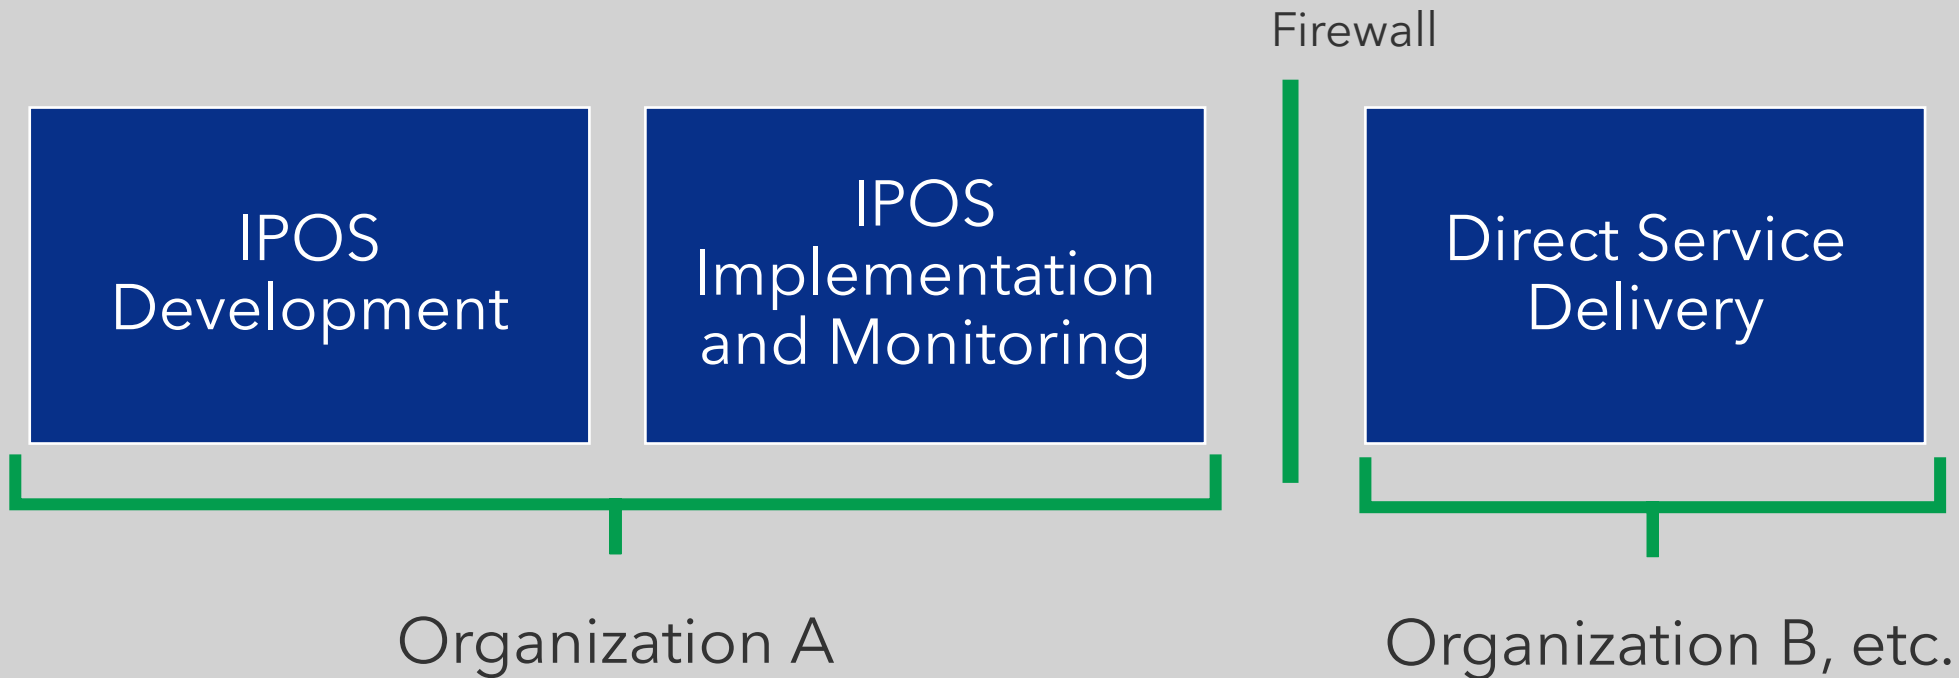 Firewall
IPOS
Development
IPOS
Implementation
and Monitoring
Direct Service
Delivery
Organization A
Organization B, etc.